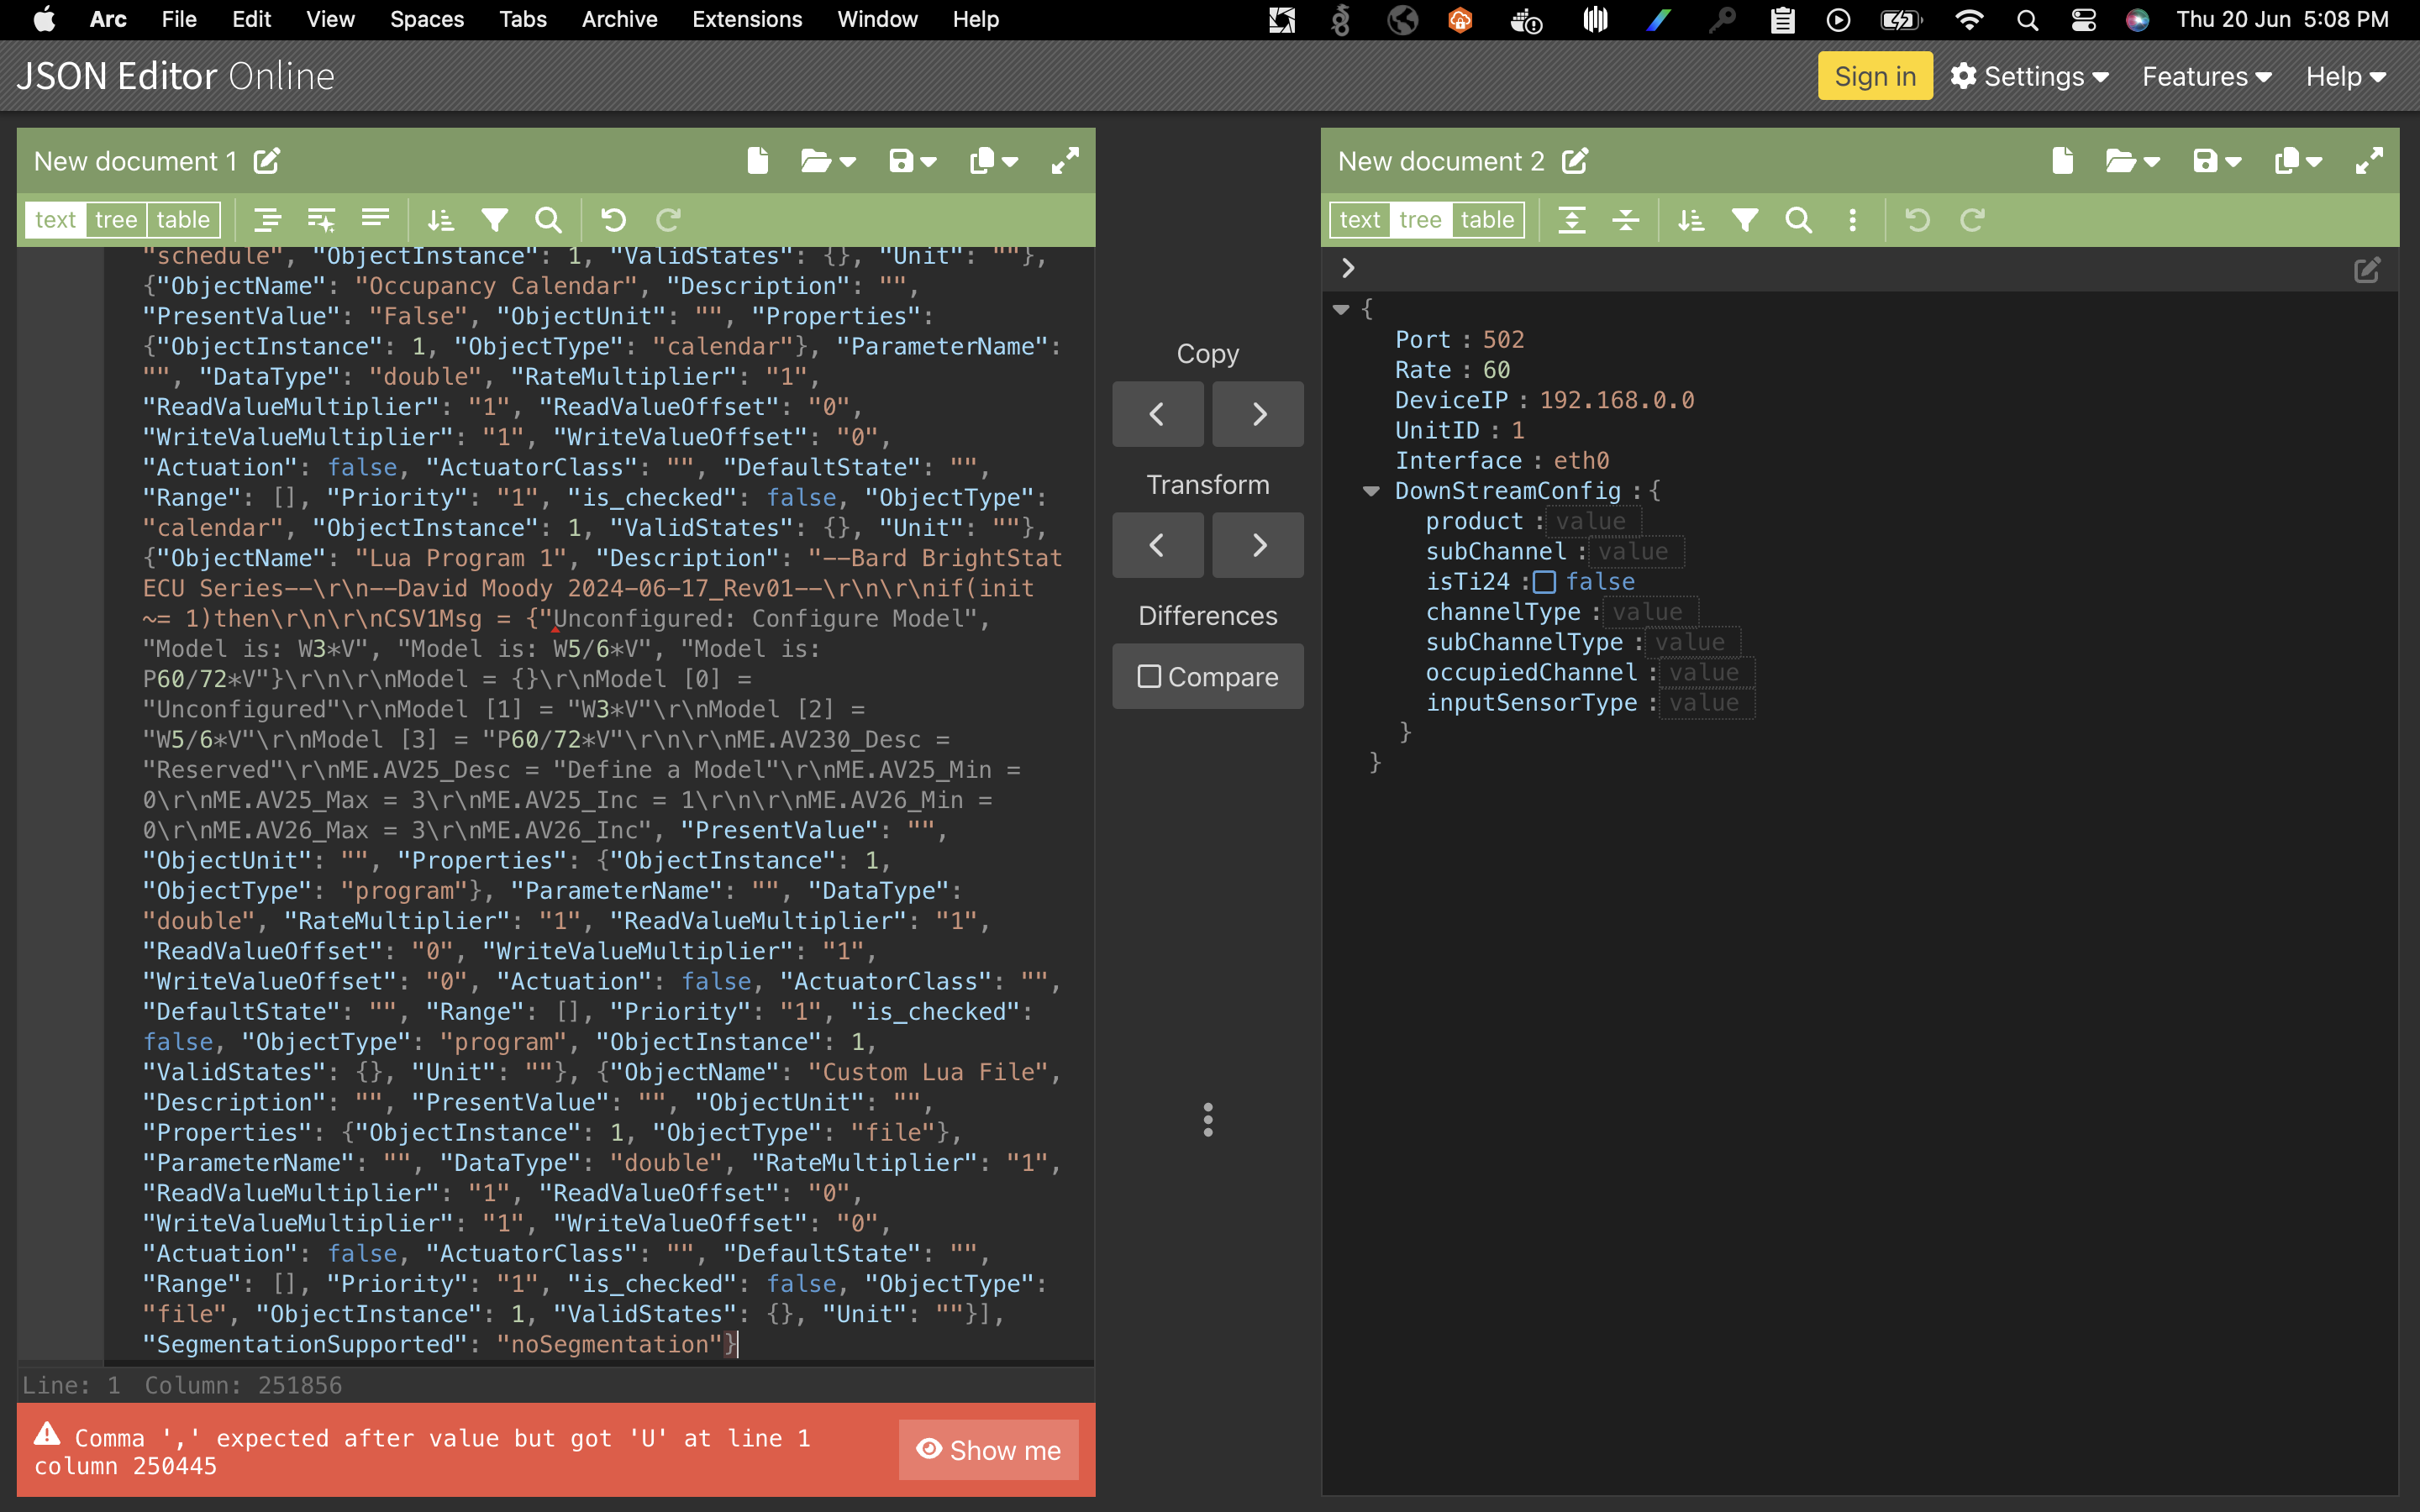 Arc File Edit View Spaces Tabs Archive Extensions Window Help Thu 20 Jun 5:08 PM
JSON Editor Online Sign in Settings Features Help
New document 1
text tree table
"schedule", "ObjectInstance": 1, "ValidStates": {}, "Unit": ""},
{"ObjectName": "Occupancy Calendar", "Description": "",
"PresentValue": "False", "ObjectUnit": "", "Properties":
{"ObjectInstance": 1, "ObjectType": "calendar"}, "ParameterName":
"", "DataType": "double", "RateMultiplier": "1",
"ReadValueMultiplier": "1", "ReadValueOffset": "0",
"WriteValueMultiplier": "1", "WriteValueOffset": "0",
"Actuation": false, "ActuatorClass": "", "DefaultState": "",
"Range": [], "Priority": "1", "is_checked": false, "ObjectType":
"calendar", "ObjectInstance": 1, "ValidStates": {}, "Unit": ""},
{"ObjectName": "Lua Program 1", "Description": "--Bard BrightStat
ECU Series--\r\n--David Moody 2024-06-17_Rev01--\r\n\r\nif(init
~= 1)then\r\n\r\nCSV1Msg = {"Unconfigured: Configure Model",
"Model is: W3*V", "Model is: W5/6*V", "Model is:
P60/72*V"}\r\n\r\nModel = {}\r\nModel [0] =
"Unconfigured"\r\nModel [1] = "W3*V"\r\nModel [2] =
"W5/6*V"\r\nModel [3] = "P60/72*V"\r\n\r\nME.AV230_Desc =
"Reserved"\r\nME.AV25_Desc = "Define a Model"\r\nME.AV25_Min =
0\r\nME.AV25_Max = 3\r\nME.AV25_Inc = 1\r\n\r\nME.AV26_Min =
0\r\nME.AV26_Max = 3\r\nME.AV26_Inc", "PresentValue": "",
"ObjectUnit": "", "Properties": {"ObjectInstance": 1,
"ObjectType": "program"}, "ParameterName": "", "DataType":
"double", "RateMultiplier": "1", "ReadValueMultiplier": "1",
"ReadValueOffset": "0", "WriteValueMultiplier": "1",
"WriteValueOffset": "0", "Actuation": false, "ActuatorClass": "",
"DefaultState": "", "Range": [], "Priority": "1", "is_checked":
false, "ObjectType": "program", "ObjectInstance": 1,
"ValidStates": {}, "Unit": ""}, {"ObjectName": "Custom Lua File",
"Description": "", "PresentValue": "", "ObjectUnit": "",
"Properties": {"ObjectInstance": 1, "ObjectType": "file"},
"ParameterName": "", "DataType": "double", "RateMultiplier": "1",
"ReadValueMultiplier": "1", "ReadValueOffset": "0",
"WriteValueMultiplier": "1", "WriteValueOffset": "0",
"Actuation": false, "ActuatorClass": "", "DefaultState": "",
"Range": [], "Priority": "1", "is_checked": false, "ObjectType":
"file", "ObjectInstance": 1, "ValidStates": {}, "Unit": ""}],
"SegmentationSupported": "noSegmentation"}
Line: 1 Column: 251856
Comma ',' expected after value but got 'U' at line 1
column 250445
Show me
Copy
Transform
Differences
Compare
New document 2
text tree table
{
Port : 502
Rate : 60
DeviceIP : 192.168.0.0
UnitID : 1
Interface : eth0
DownStreamConfig : {
product : value
subChannel : value
isTi24 : false
channelType : value
subChannelType : value
occupiedChannel : value
inputSensorType : value
}
}